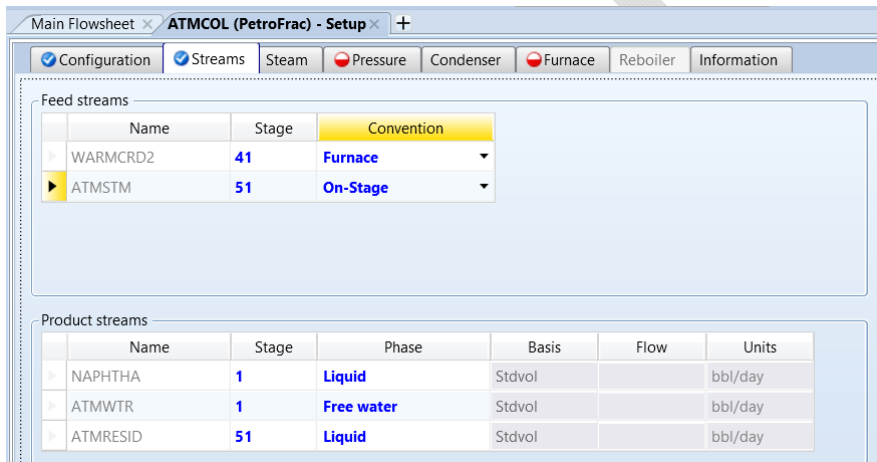 Main Flowsheet × ATMCOL (PetroFrac) - Setup × +
Configuration Streams Steam Pressure Condenser Furnace Reboiler Information
Feed streams
Name Stage Convention
WARMCRD2 41 Furnace
ATMSTM 51 On-Stage
Product streams
Name Stage Phase Basis Flow Units
NAPHTHA 1 Liquid Stdvol bbl/day
ATMWTR 1 Free water Stdvol bbl/day
ATMRESID 51 Liquid Stdvol bbl/day